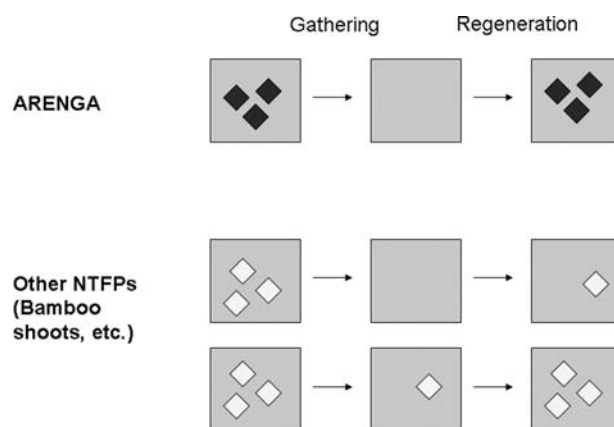 Gathering Regeneration
ARENGA
Other NTFPs
(Bamboo
shoots, etc.)